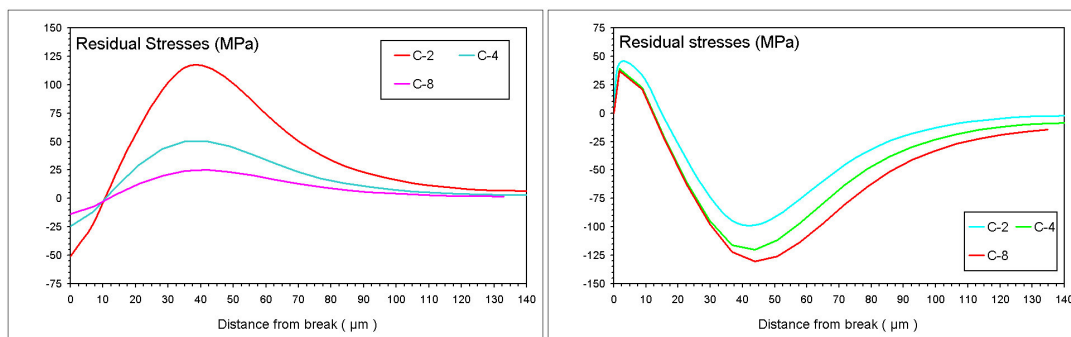 Residual Stresses (MPa)
C-2 C-4
C-8
150
125
100
75
50
25
0
-25
-50
-75
0 10 20 30 40 50 60 70 80 90 100 110 120 130 140
Distance from break ( µm )
Residual stresses (MPa)
75
50
25
0
-25
-50
-75
-100
-125
-150
C-2 C-4
C-8
0 10 20 30 40 50 60 70 80 90 100 110 120 130 140
Distance from break ( µm )